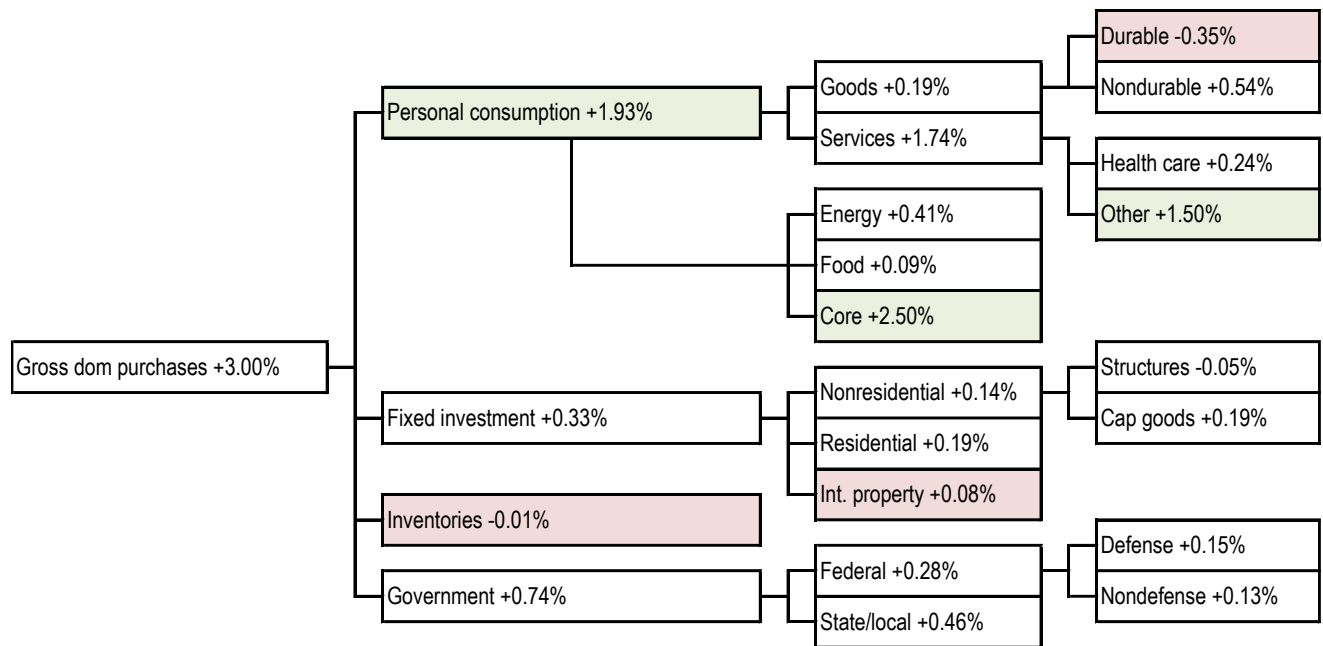 Gross dom purchases +3.00%
Personal consumption +1.93%
Goods +0.19%
Durable -0.35%
Nondurable +0.54%
Services +1.74%
Health care +0.24%
Other +1.50%
Energy +0.41%
Food +0.09%
Core +2.50%
Fixed investment +0.33%
Nonresidential +0.14%
Structures -0.05%
Cap goods +0.19%
Residential +0.19%
Int. property +0.08%
Inventories -0.01%
Government +0.74%
Federal +0.28%
Defense +0.15%
Nondefense +0.13%
State/local +0.46%